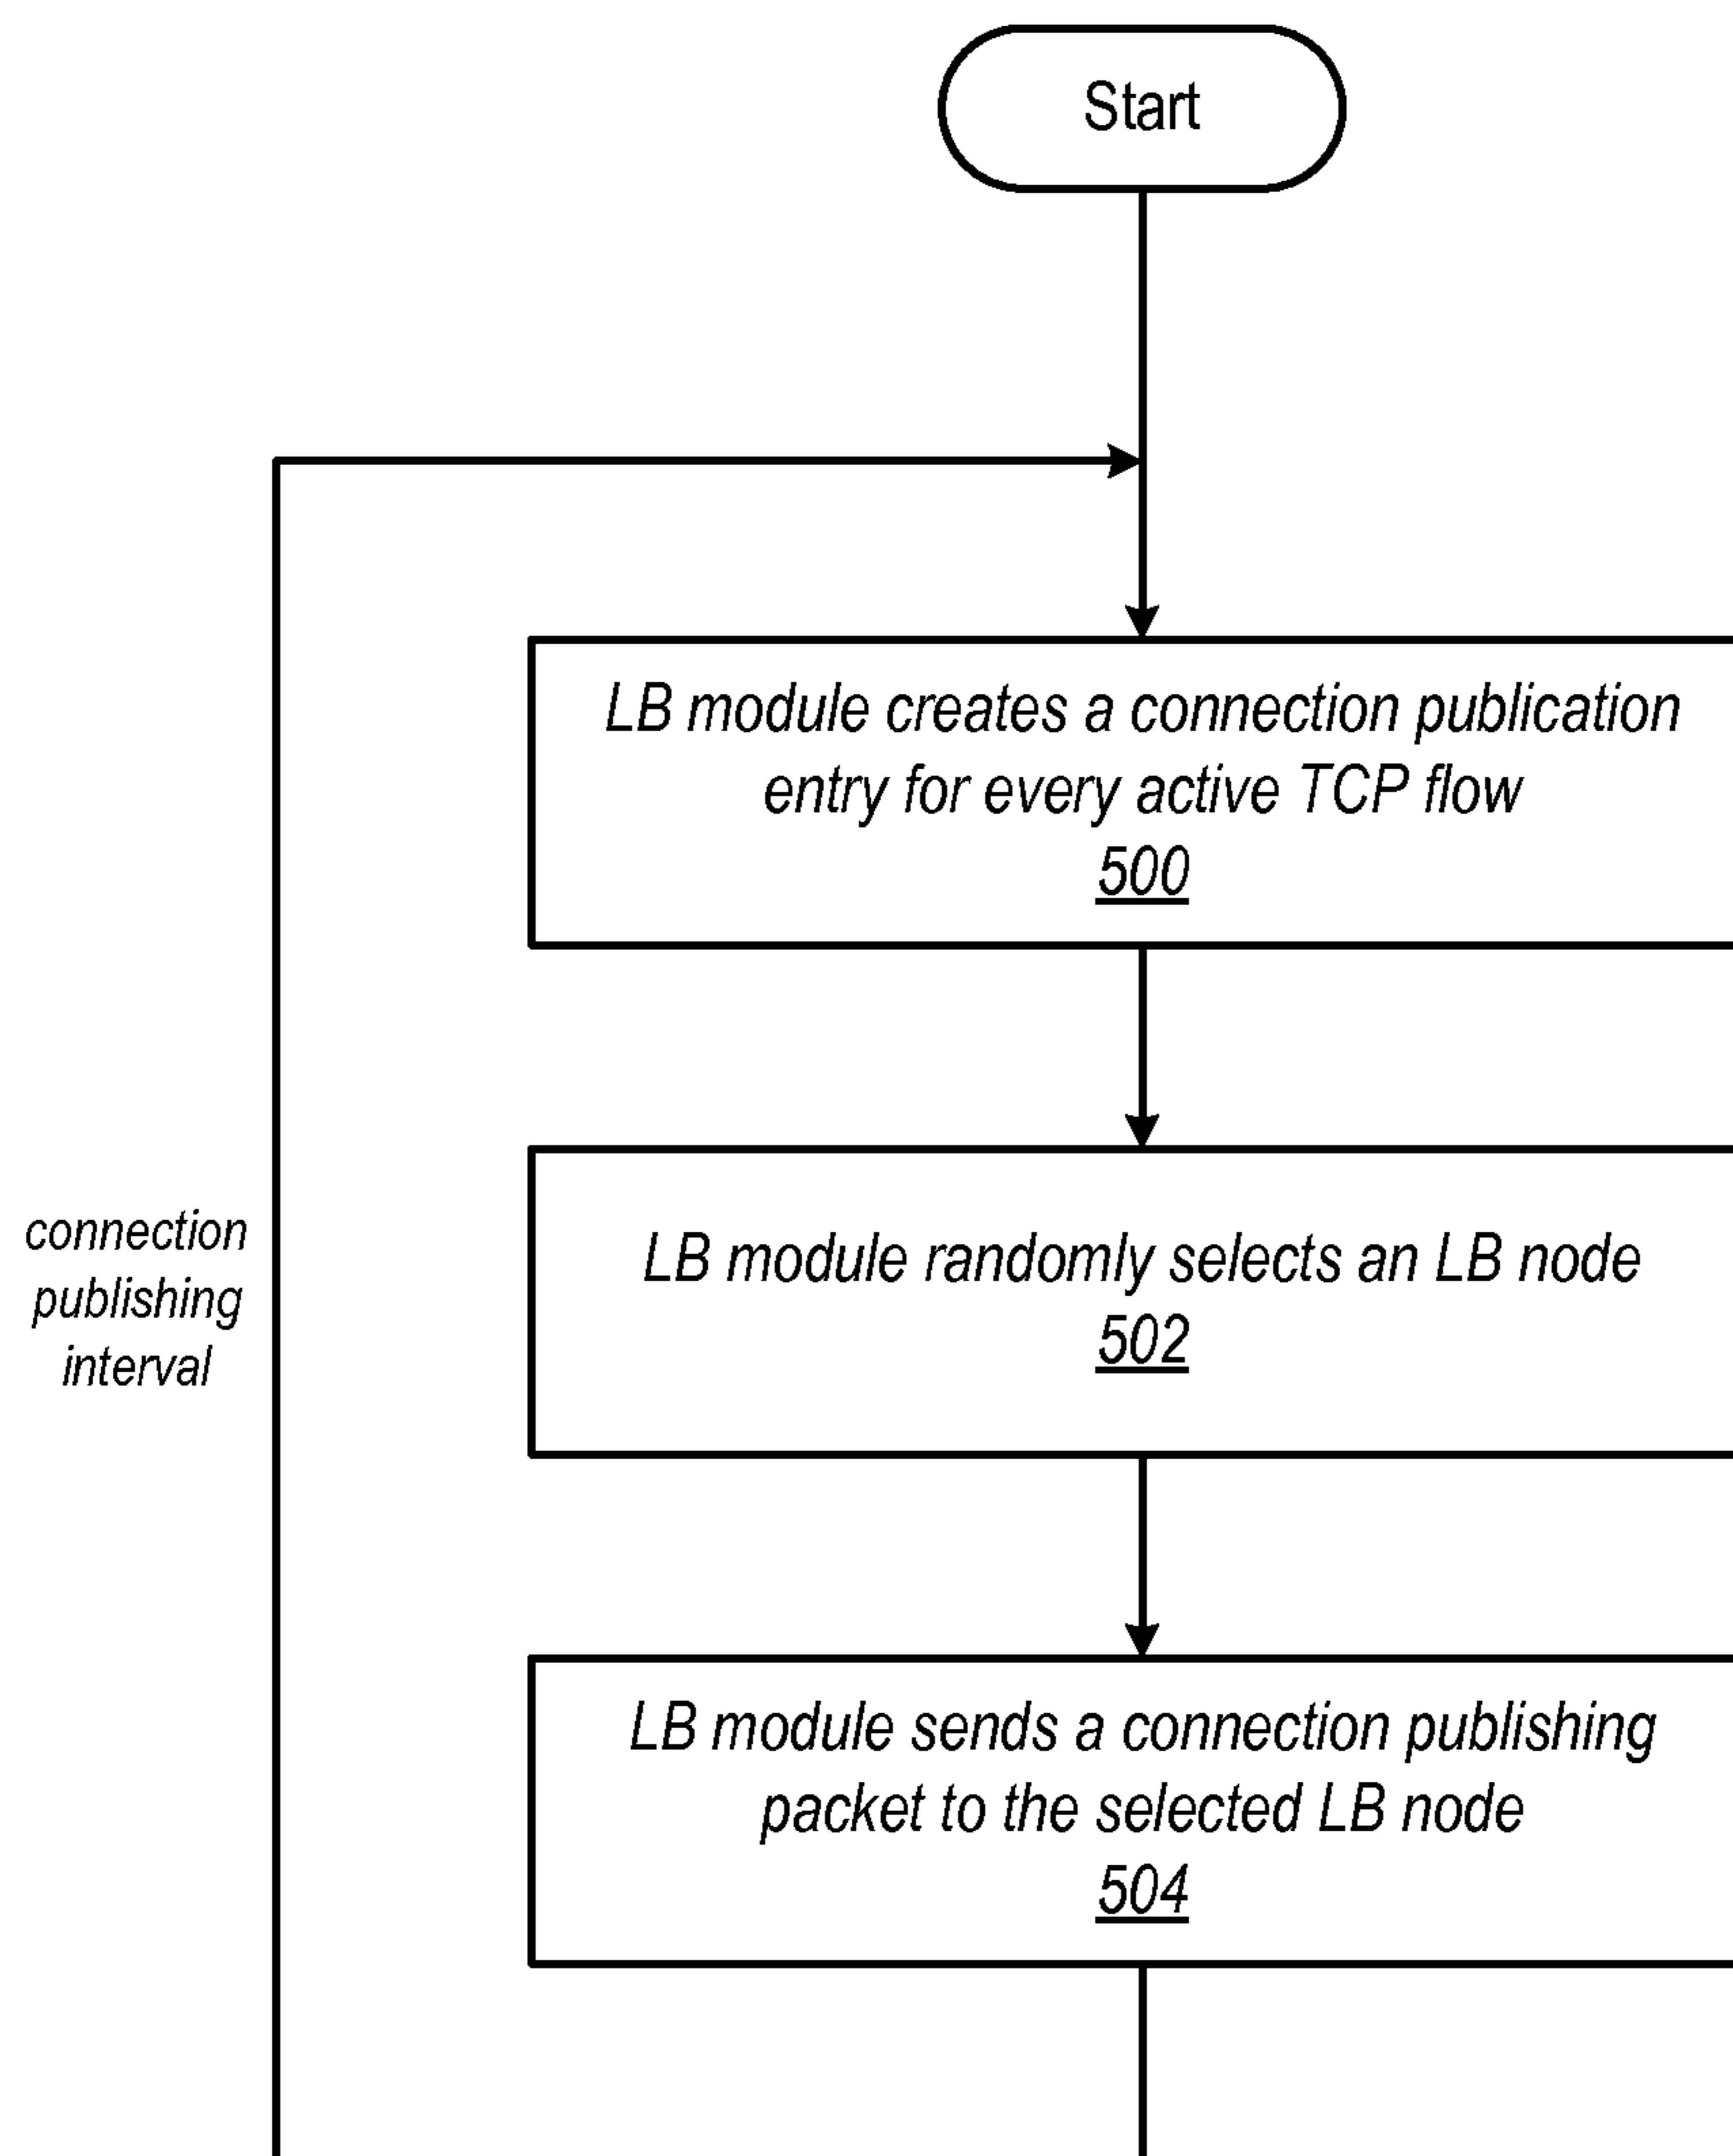 Start
LB module creates a connection publication
entry for every active TCP flow
500
connection
publishing
interval
LB module randomly selects an LB node
502
LB module sends a connection publishing
packet to the selected LB node
504